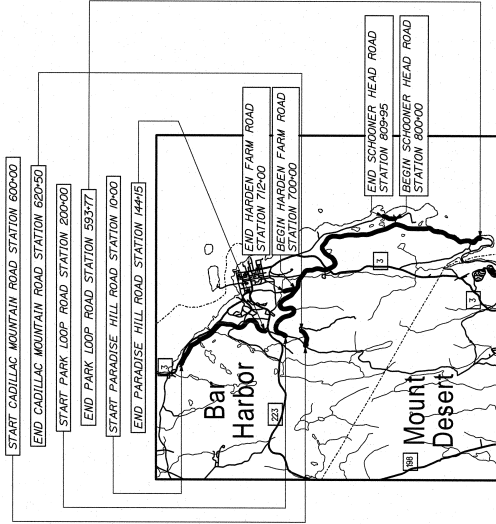 START CADILLAC MOUNTAIN ROAD STATION 600+00
END CADILLAC MOUNTAIN ROAD STATION 620+50
START PARK LOOP ROAD STATION 200+00
END PARK LOOP ROAD STATION 593+77
START PARADISE HILL ROAD STATION 10+00
END PARADISE HILL ROAD STATION 144+15
END HARDEN FARM ROAD
STATION 712+00
BEGIN HARDEN FARM ROAD
STATION 700+00
END SCHOONER HEAD ROAD
STATION 809+95
BEGIN SCHOONER HEAD ROAD
STATION 800+00
3
Bar
Harbor
223
3
3
198
Mount
Desert